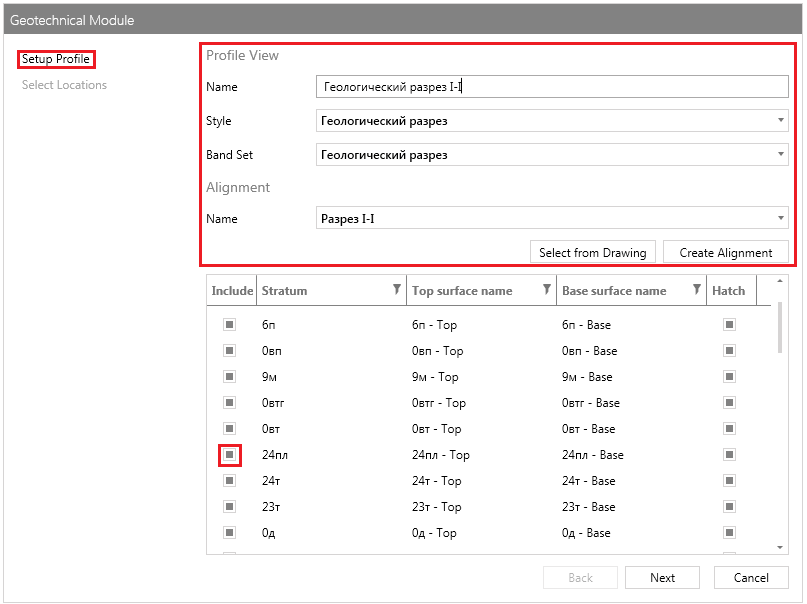 Geotechnical Module
Setup Profile
Select Locations
Profile View
Name Геологический разрез I-I
Style Геологический разрез
Band Set Геологический разрез
Alignment
Name Разрез I-I
Select from Drawing Create Alignment
Include Stratum Top surface name Base surface name Hatch
6п 6п - Top 6п - Base
0вп 0вп - Top 0вп - Base
9м 9м - Top 9м - Base
0втг 0втг - Top 0втг - Base
0вт 0вт - Top 0вт - Base
24пл 24пл - Top 24пл - Base
24т 24т - Top 24т - Base
23т 23т - Top 23т - Base
0д 0д - Top 0д - Base
Back Next Cancel